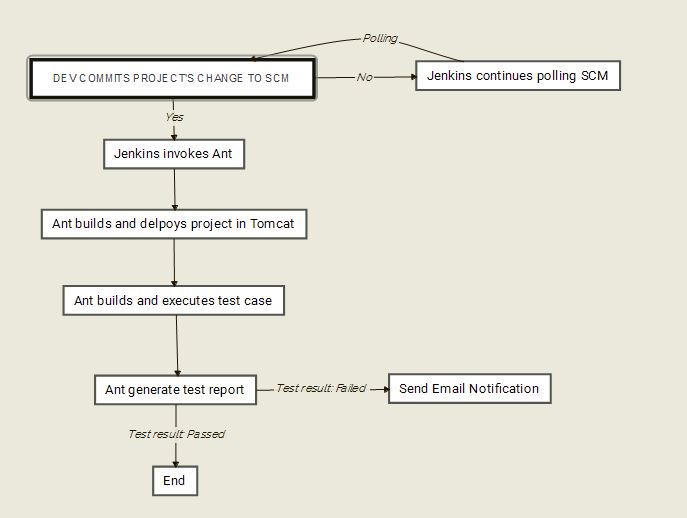 Polling
DEV COMMITS PROJECT'S CHANGE TO SCM
No
Jenkins continues polling SCM
Yes
Jenkins invokes Ant
Ant builds and delpoys project in Tomcat
Ant builds and executes test case
Ant generate test report
Test result: Failed
Send Email Notification
Test result: Passed
End